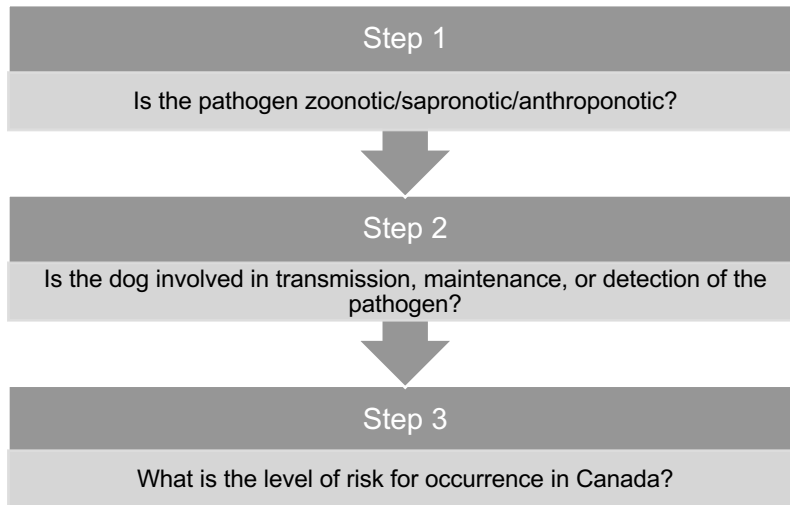 Step 1
Is the pathogen zoonotic/sapronotic/anthroponotic?
Step 2
Is the dog involved in transmission, maintenance, or detection of the
pathogen?
Step 3
What is the level of risk for occurrence in Canada?